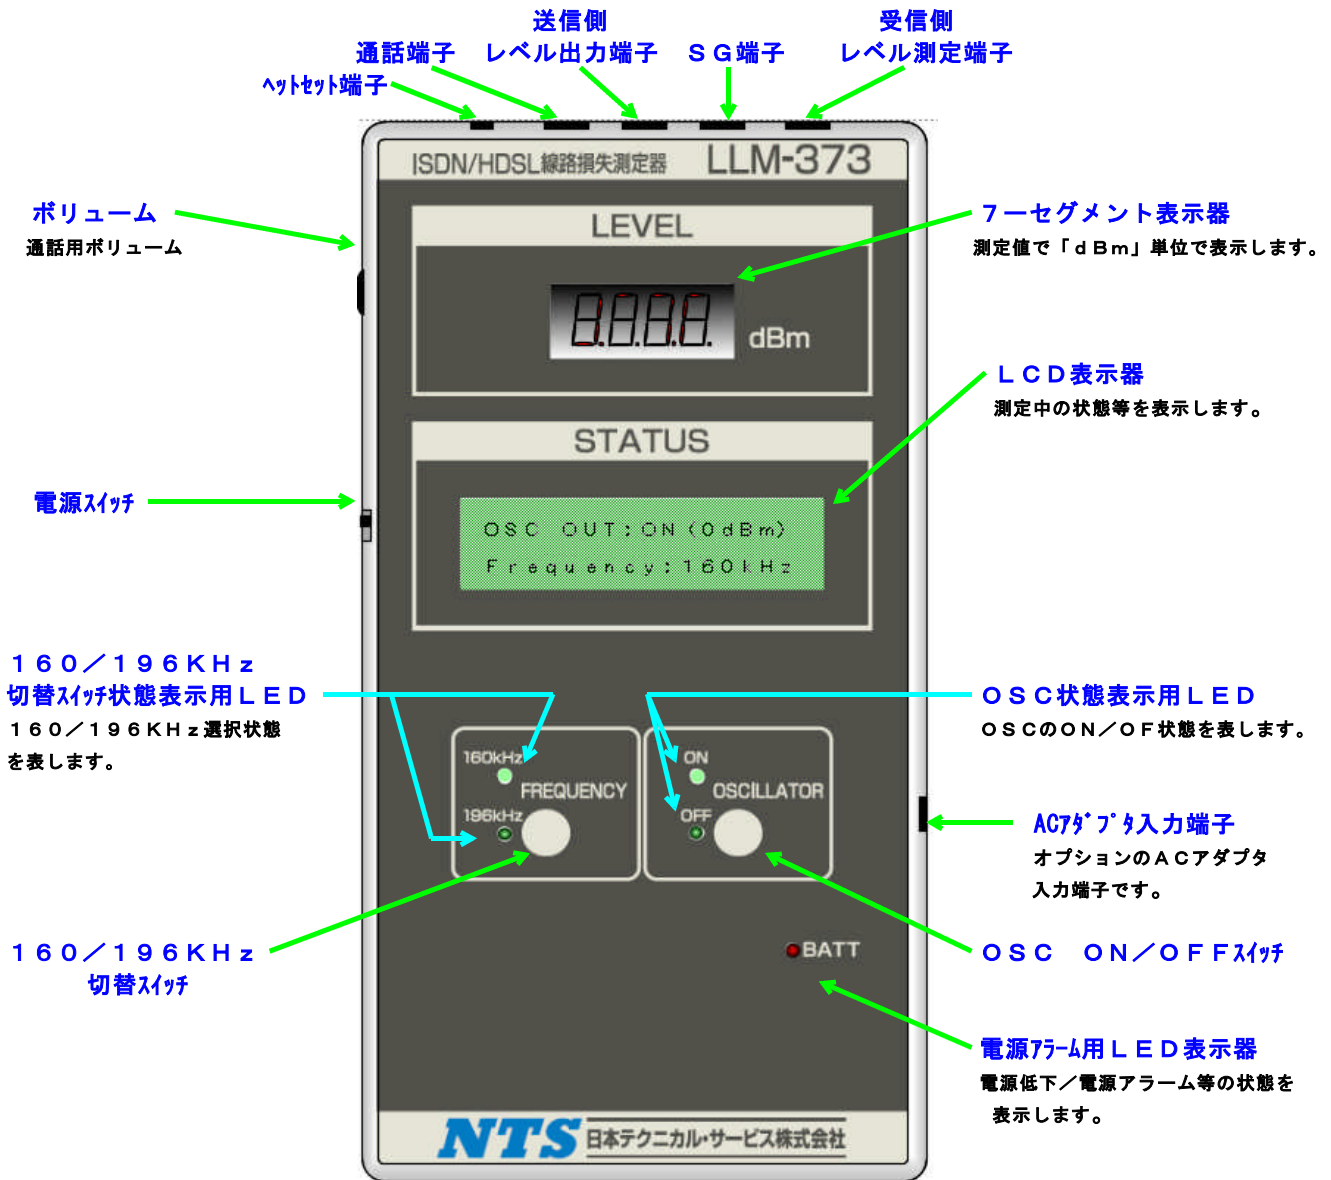 送信側
レベル出力端子
受信側
レベル測定端子
通話端子
ＳＧ端子
ﾍｯﾄｾｯﾄ端子
ISDN/HDSL線路損失測定器 LLM-373
ボリューム
通話用ボリューム
LEVEL
dBm
７－セグメント表示器
測定値で「ｄＢｍ」単位で表示します。
ＬＣＤ表示器
測定中の状態等を表示します。
STATUS
電源ｽｲｯﾁ
OSC OUT:ON(0dBm)
Frequency:160kHz
１６０／１９６ＫＨｚ
切替ｽｲｯﾁ状態表示用ＬＥＤ
１６０／１９６ＫＨｚ選択状態
を表します。
ＯＳＣ状態表示用ＬＥＤ
ＯＳＣのＯＮ／ＯＦ状態を表します。
160kHz
FREQUENCY
196kHz
ON
OSCILLATOR
OFF
ACｱﾀﾞﾌﾟﾀ入力端子
オプションのＡＣアダプタ
入力端子です。
１６０／１９６ＫＨｚ
切替ｽｲｯﾁ
BATT
ＯＳＣ　ＯＮ／ＯＦＦｽｲｯﾁ
電源ｱﾗｰﾑ用ＬＥＤ表示器
電源低下／電源アラーム等の状態を
表示します。
NTS 日本テクニカル・サービス株式会社